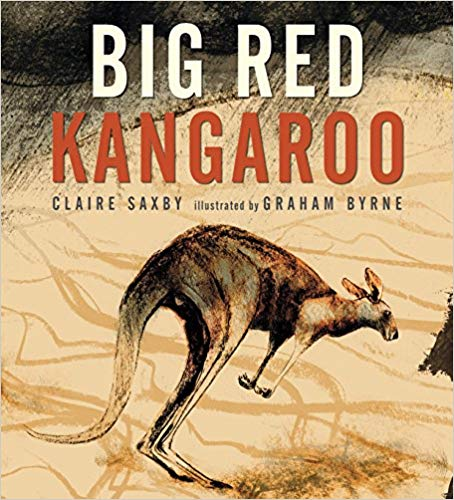 BIG RED
KANGAROO
CLAIRE SAXBY illustrated by GRAHAM BYRNE